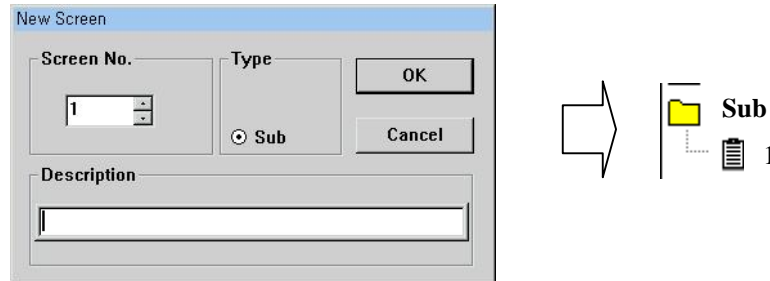 New Screen
Screen No.
Type
OK
1
Sub
Cancel
Description
Sub
1